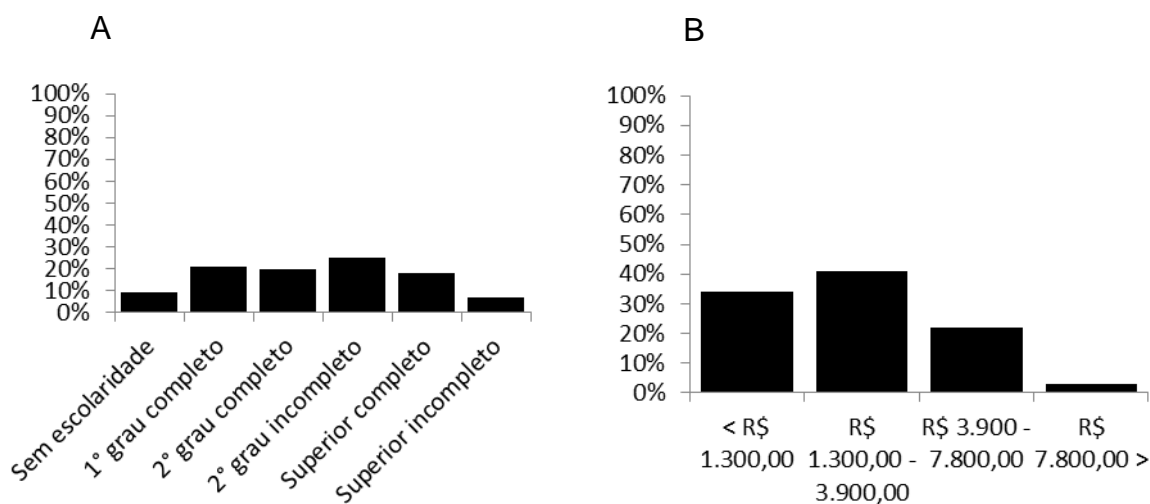 A
100%
90%
80%
70%
60%
50%
40%
30%
20%
10%
0%
Sem escolaridade
1° grau completo
2° grau completo
2° grau incompleto
Superior completo
Superior incompleto
B
100%
90%
80%
70%
60%
50%
40%
30%
20%
10%
0%
< R$
1.300,00
R$
1.300,00 -
3.900,00
R$ 3.900 -
7.800,00
R$
7.800,00 >